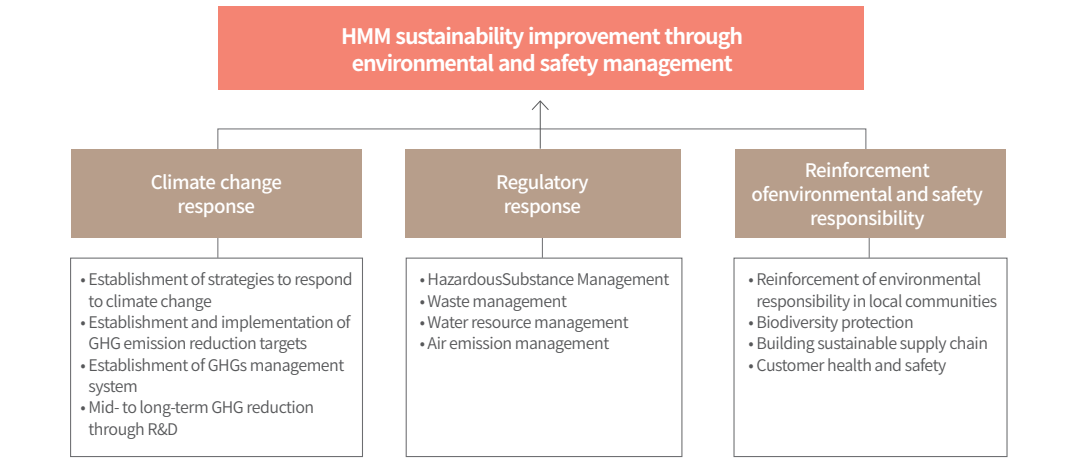 HMM sustainability improvement through
environmental and safety management
Climate change
response
• Establishment of strategies to respond
to climate change
• Establishment and implementation of
GHG emission reduction targets
• Establishment of GHGs management
system
• Mid- to long-term GHG reduction
through R&D
Regulatory
response
• HazardousSubstance Management
• Waste management
• Water resource management
• Air emission management
Reinforcement
ofenvironmental and safety
responsibility
• Reinforcement of environmental
responsibility in local communities
• Biodiversity protection
• Building sustainable supply chain
• Customer health and safety